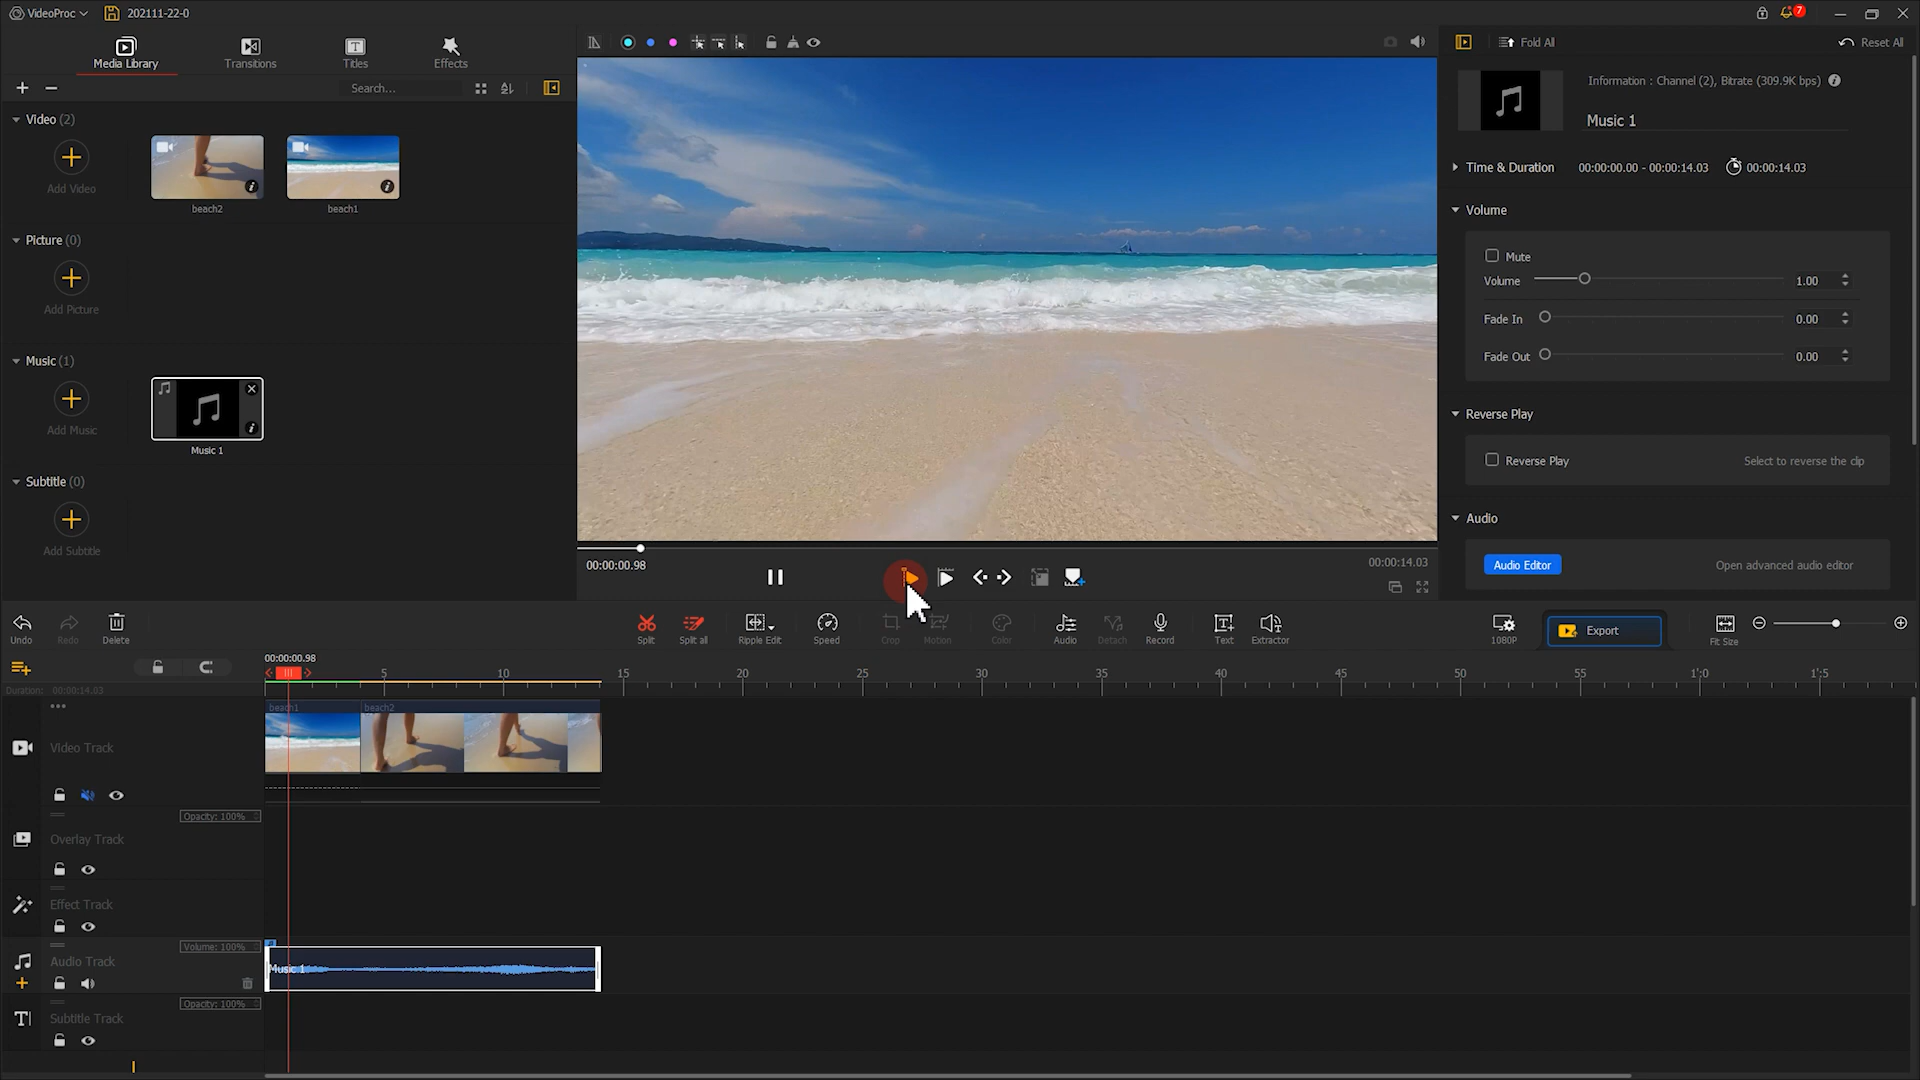 VideoProc
202111-22-0
7
Media Library
Transitions
Titles
Effects
Search...
Video (2)
Add Video
beach2
beach1
Picture (0)
Add Picture
Music (1)
Add Music
Music 1
Subtitle (0)
Add Subtitle
00:00:00.98
00:00:14.03
Fold All
Reset All
Information : Channel (2), Bitrate (309.9K bps)
Music 1
Time & Duration
00:00:00.00 - 00:00:14.03
00:00:14.03
Volume
Mute
Volume
1.00
Fade In
0.00
Fade Out
0.00
Reverse Play
Reverse Play
Select to reverse the clip
Audio
Audio Editor
Open advanced audio editor
Undo
Redo
Delete
Split
Split all
Ripple Edit
Speed
Crop
Motion
Color
Audio
Detach
Record
Text
Extractor
1080P
Export
Fit Size
00:00:00.98
5
10
15
20
25
30
35
40
45
50
55
1':0
1':5
Duration: 00:00:14.03
beach1
beach2
Video Track
Opacity: 100%
Overlay Track
Effect Track
Volume: 100%
Audio Track
Music 1
Opacity: 100%
Subtitle Track